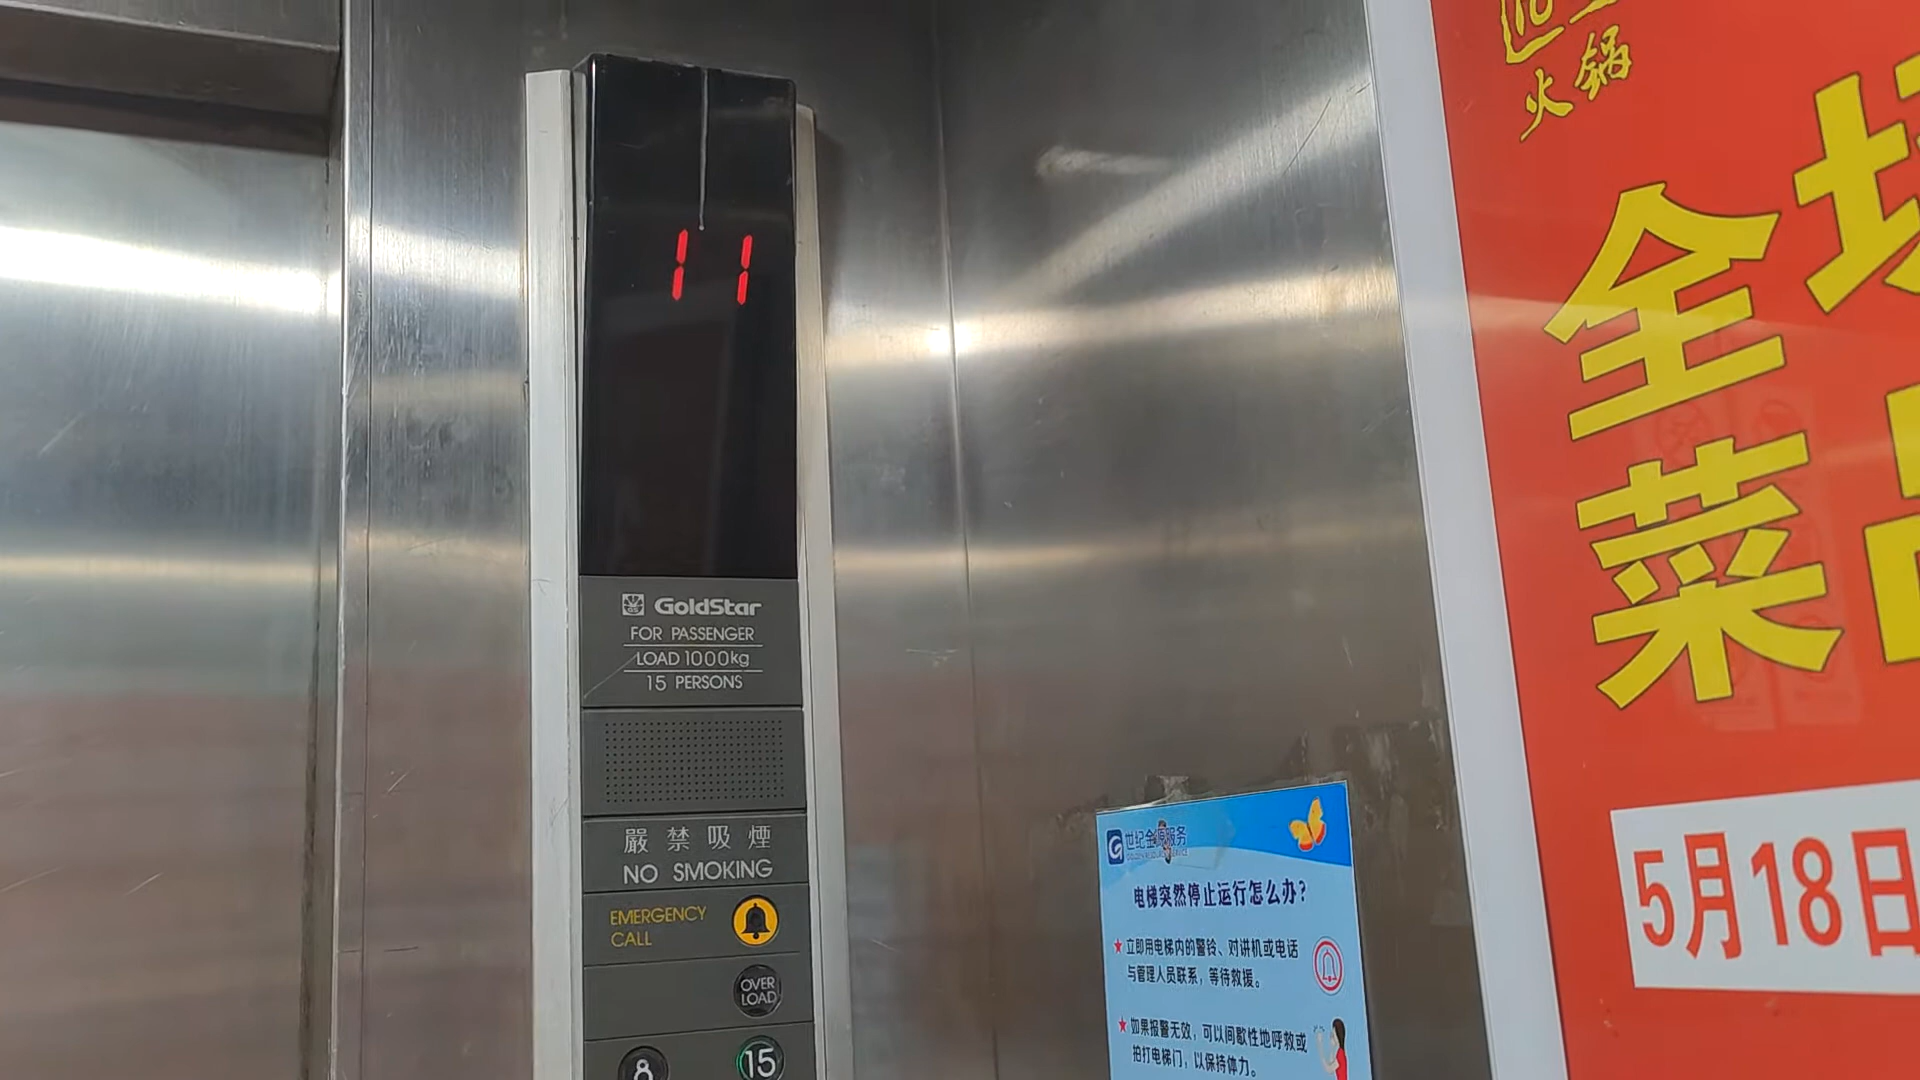 11
GoldStar
FOR PASSENGER
LOAD 1000kg
15 PERSONS
嚴禁吸煙
NO SMOKING
EMERGENCY
CALL
OVER
LOAD
8
15
世纪金源服务
电梯突然停止运行怎么办?
★立即用电梯内的警铃、对讲机或电话
与管理人员联系，等待救援。
★如果报警无效，可以间歇性地呼救或
拍打电梯门，以保持体力。
火锅
全场
菜品
5月18日